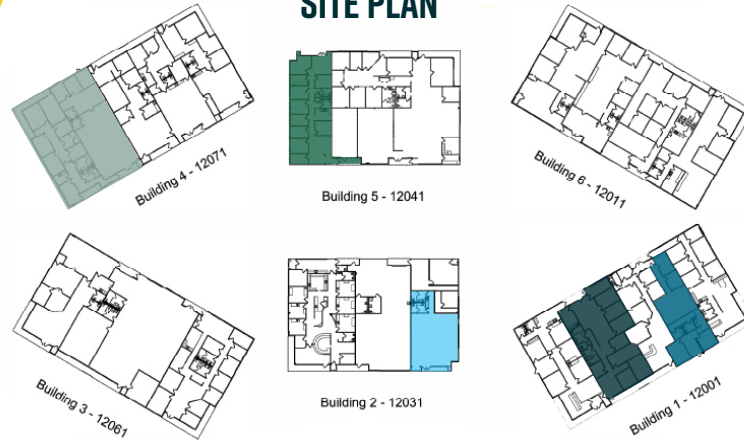 SITE PLAN
Building 4 - 12071
Building 5 - 12041
Building 6 - 12011
Building 3 - 12061
Building 2 - 12031
Building 1 - 12001